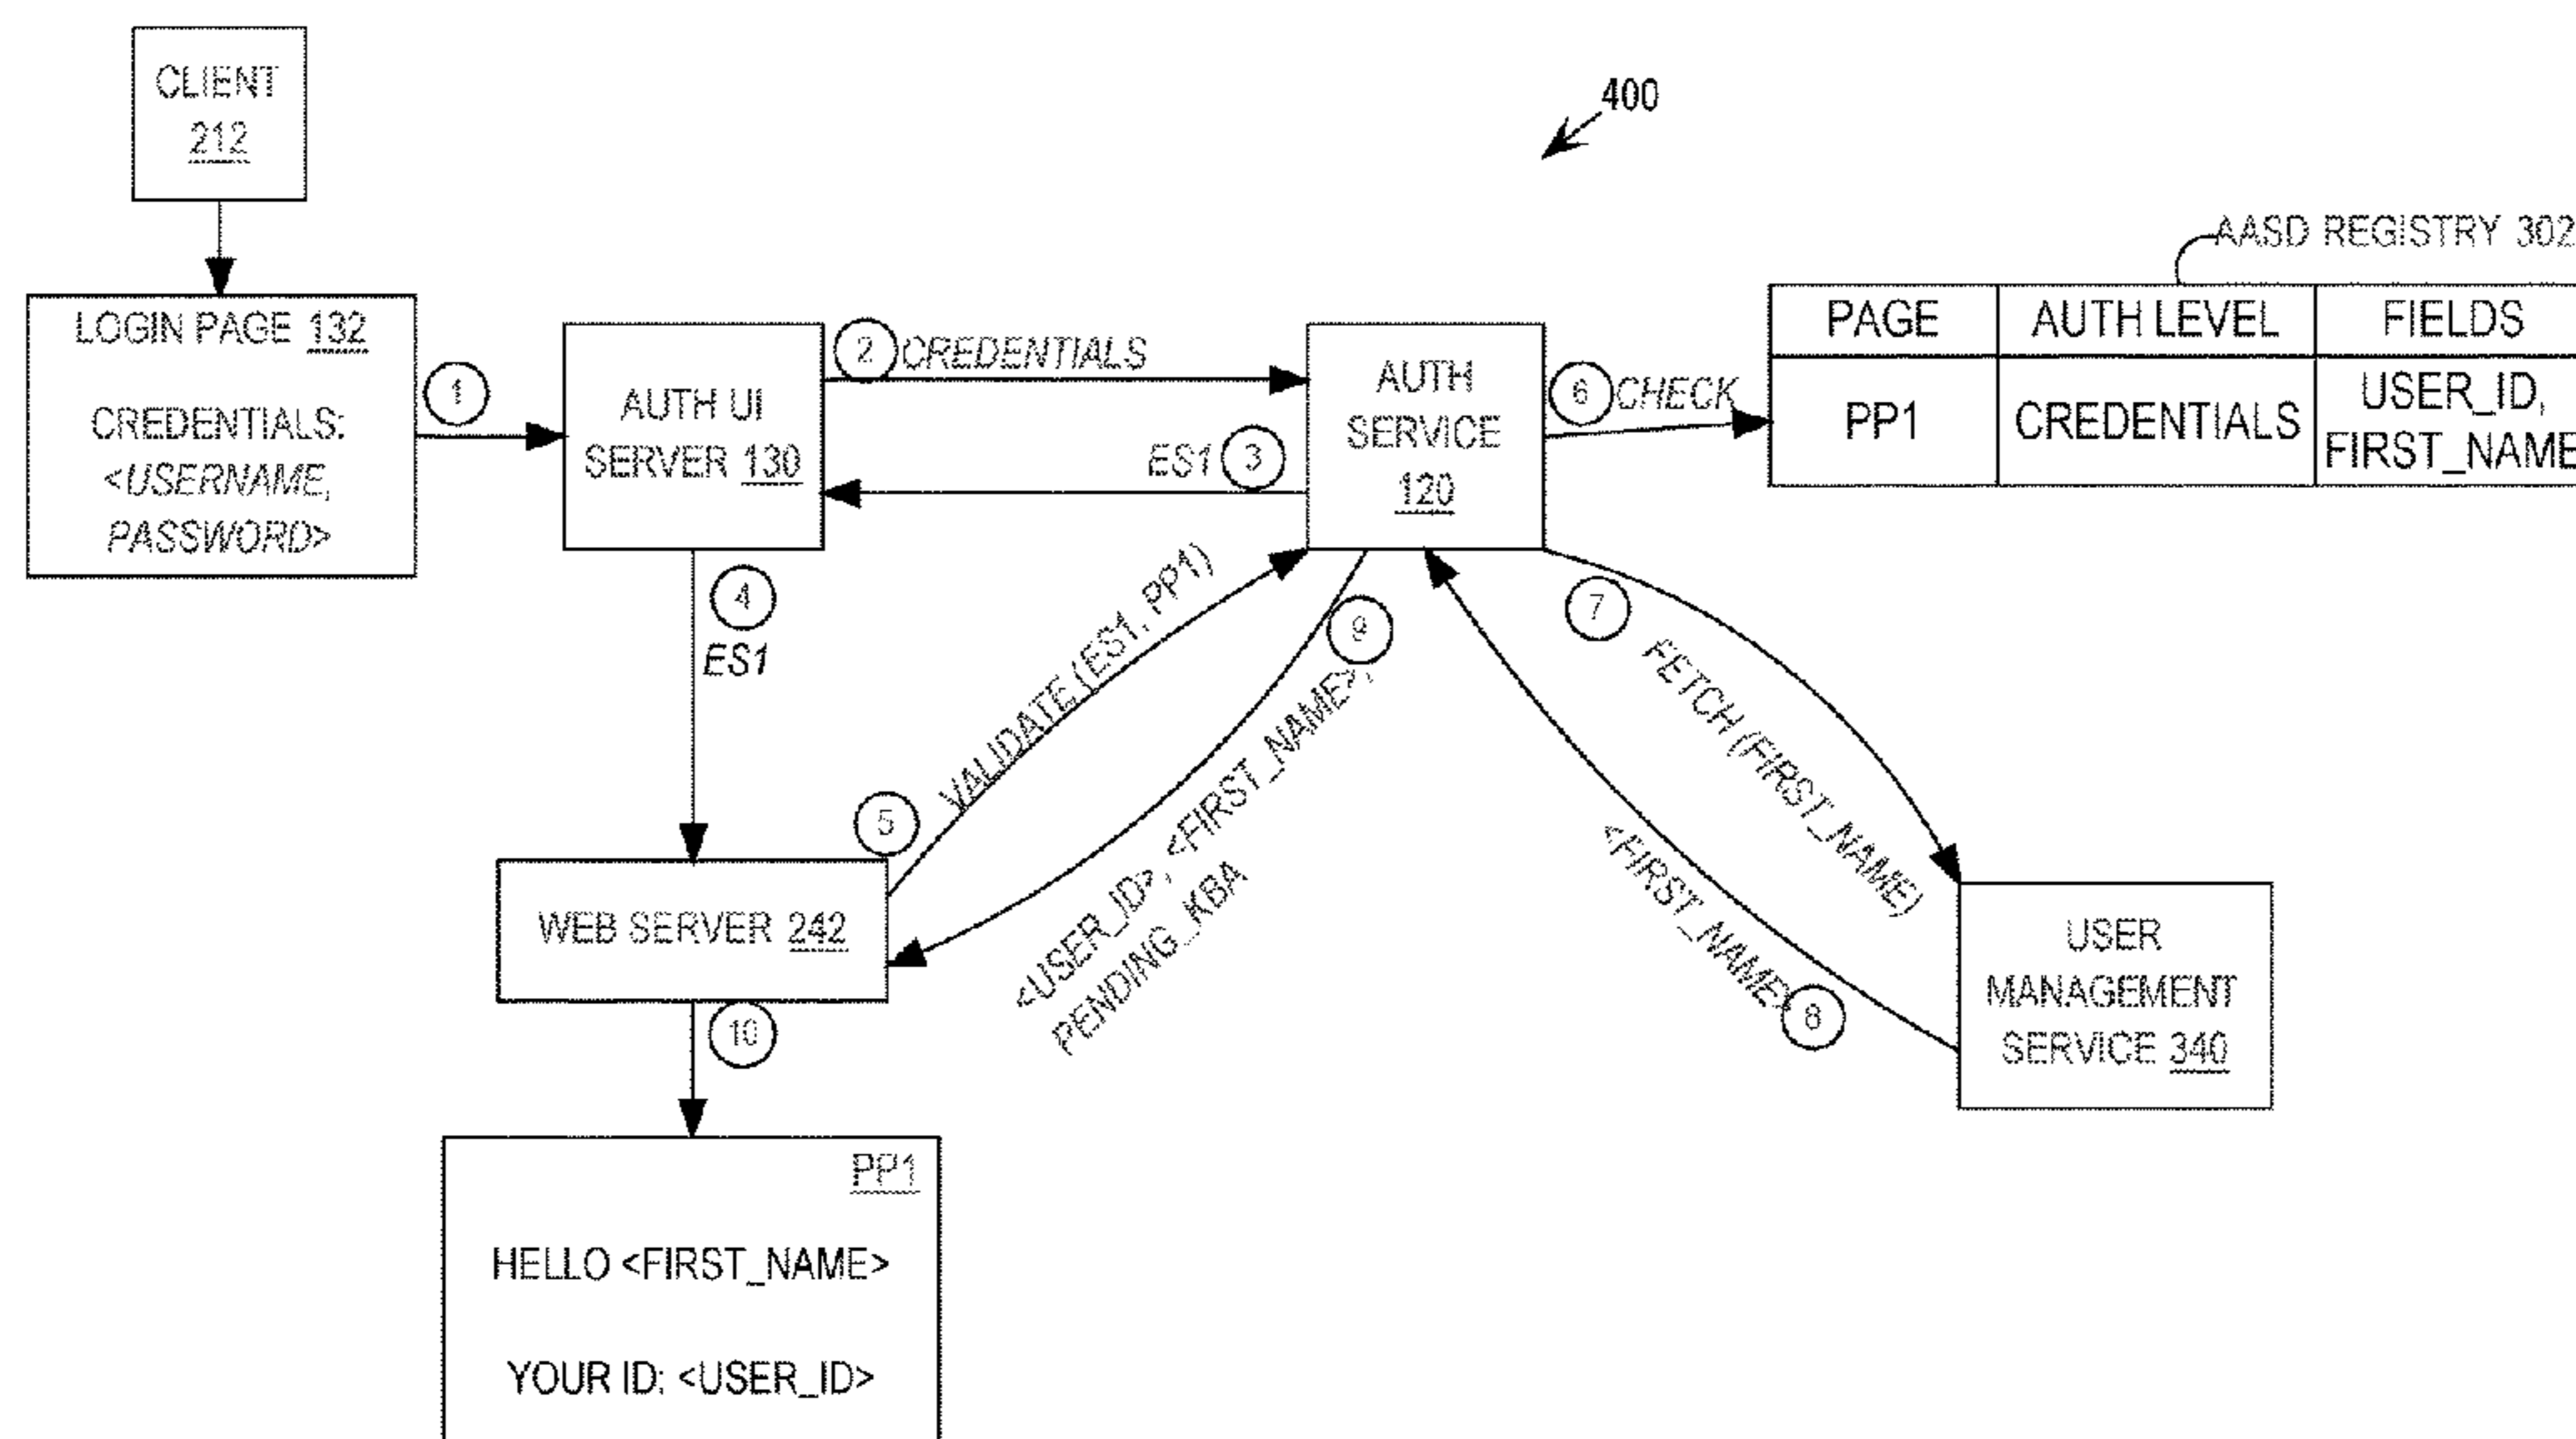 CLIENT
212
400
AASD REGISTRY 302
LOGIN PAGE 132
CREDENTIALS:
<USERNAME,
PASSWORD>
1
AUTH UI
SERVER 130
2 CREDENTIALS
ES1 3
AUTH
SERVICE
120
6 CHECK
PAGE AUTH LEVEL FIELDS
PP1 CREDENTIALS USER_ID,
FIRST_NAME
4
ES1
5 VALIDATE (ES1, PP1)
9
<USER_ID>, <FIRST_NAME>,
PENDING_KBA
7
FETCH (FIRST_NAME)
<FIRST_NAME>
8
WEB SERVER 242
USER
MANAGEMENT
SERVICE 340
10
PP1
HELLO <FIRST_NAME>
YOUR ID: <USER_ID>